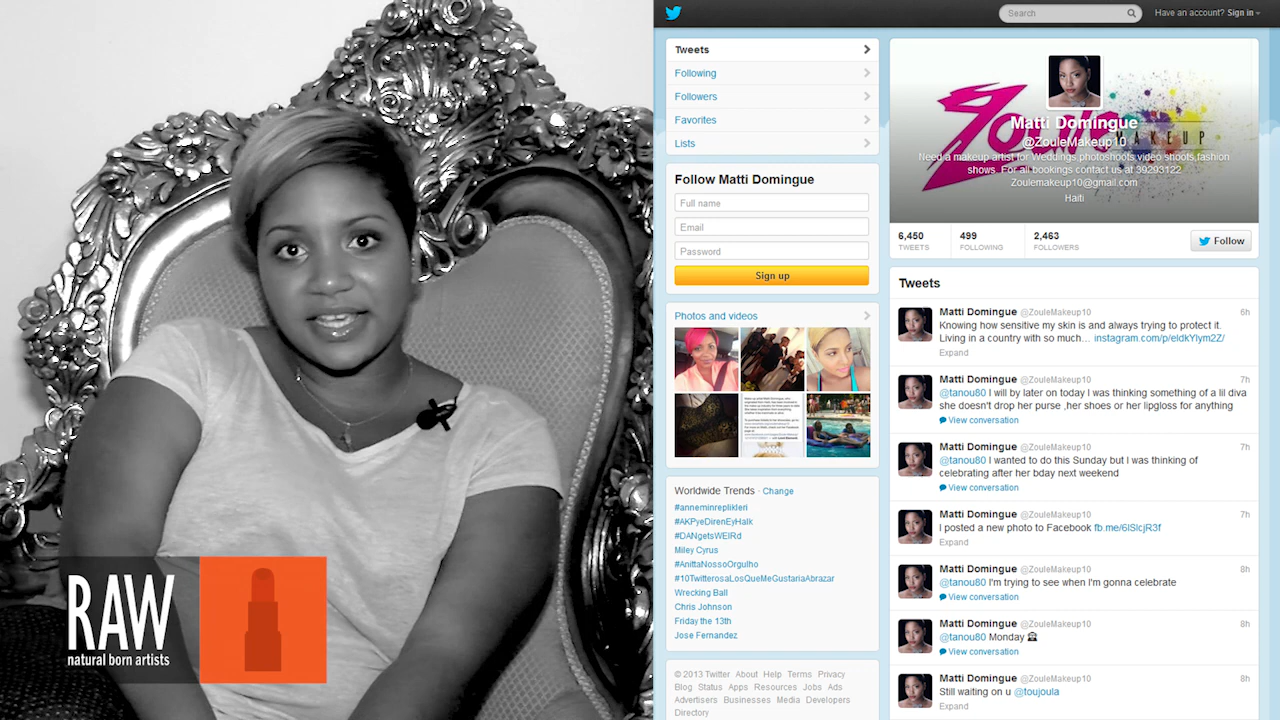 RAW
natural born artists
Search
Have an account? Sign in
Tweets
Following
Followers
Favorites
Lists
Follow Matti Domingue
Full name
Email
Password
Sign up
Photos and videos
Worldwide Trends · Change
#anneminreplikleri
#AKPyeDirenEyHalk
#DANgetsWEIRd
Miley Cyrus
#AnittaNossoOrgulho
#10TwitterosaLosQueMeGustariaAbrazar
Wrecking Ball
Chris Johnson
Friday the 13th
Jose Fernandez
© 2013 Twitter About Help Terms Privacy
Blog Status Apps Resources Jobs Ads
Advertisers Businesses Media Developers
Directory
MAKEUP
Matti Domingue
@ZouleMakeup10
Need a makeup artist for Weddings,photoshoots,video shoots,fashion
shows. For all bookings contact us at 39293122.
Zoulemakeup10@gmail.com
Haiti
6,450 499 2,463
TWEETS FOLLOWING FOLLOWERS
Follow
Tweets
Matti Domingue @ZouleMakeup10 6h
Knowing how sensitive my skin is and always trying to protect it.
Living in a country with so much... instagram.com/p/eldkYlym2Z/
Expand
Matti Domingue @ZouleMakeup10 7h
@tanou80 I will by later on today I was thinking something of a lil diva
she doesn't drop her purse ,her shoes or her lipgloss for anything
View conversation
Matti Domingue @ZouleMakeup10 7h
@tanou80 I wanted to do this Sunday but I was thinking of
celebrating after her bday next weekend
View conversation
Matti Domingue @ZouleMakeup10 7h
I posted a new photo to Facebook fb.me/6lSlcjR3f
Expand
Matti Domingue @ZouleMakeup10 8h
@tanou80 I'm trying to see when I'm gonna celebrate
View conversation
Matti Domingue @ZouleMakeup10 8h
@tanou80 Monday
View conversation
Matti Domingue @ZouleMakeup10 8h
Still waiting on u @toujoula
Expand